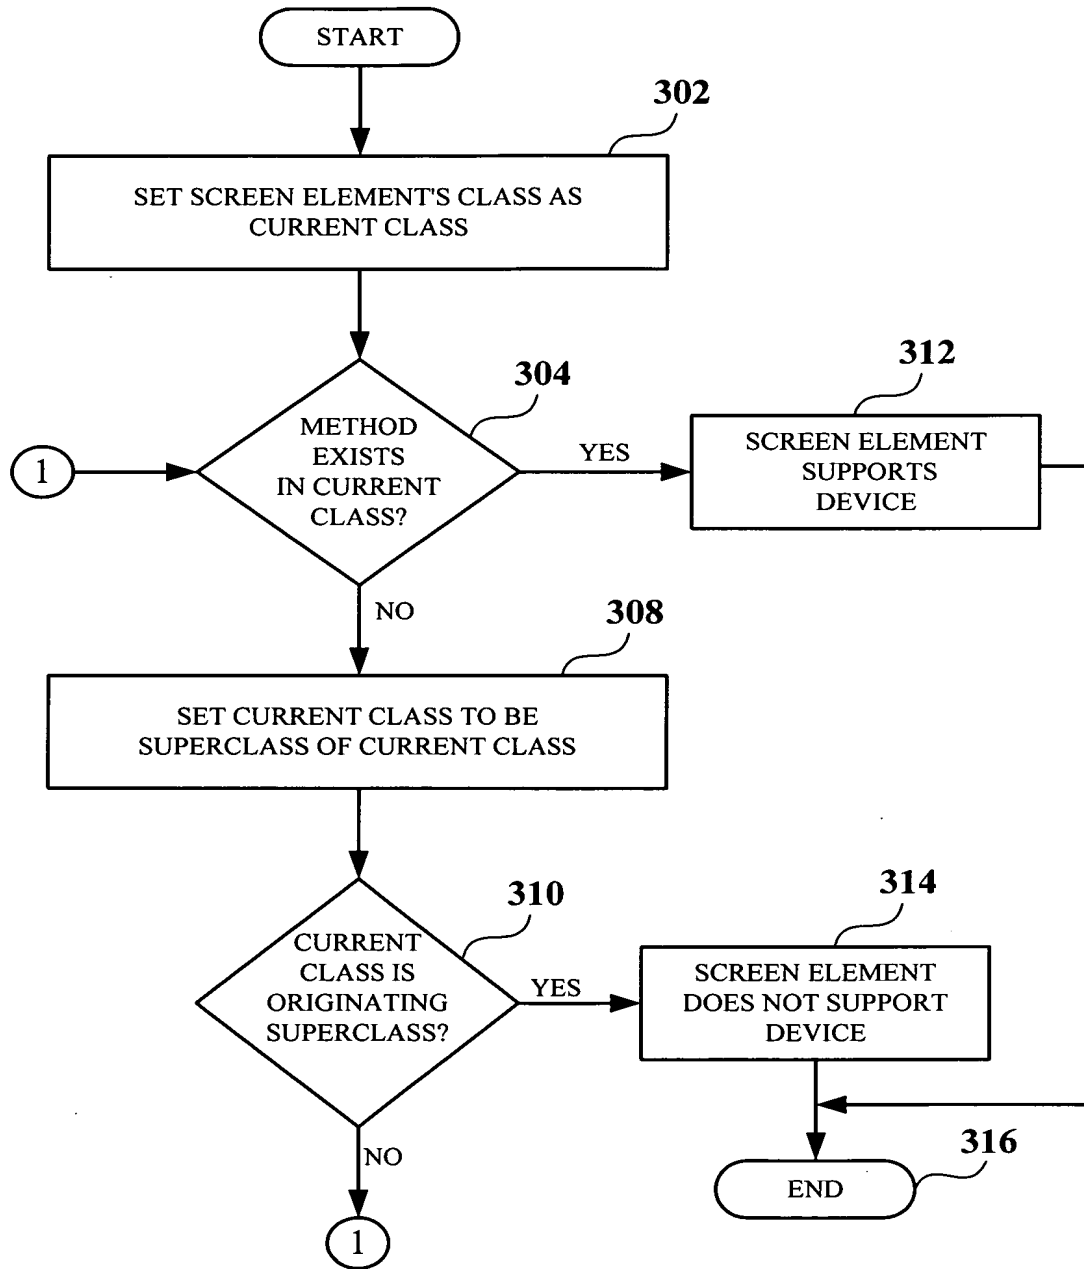 START
302
SET SCREEN ELEMENT'S CLASS AS
CURRENT CLASS
304
METHOD
EXISTS
IN CURRENT
CLASS?
1
YES
312
SCREEN ELEMENT
SUPPORTS
DEVICE
NO
308
SET CURRENT CLASS TO BE
SUPERCLASS OF CURRENT CLASS
310
CURRENT
CLASS IS
ORIGINATING
SUPERCLASS?
YES
314
SCREEN ELEMENT
DOES NOT SUPPORT
DEVICE
NO
1
316
END